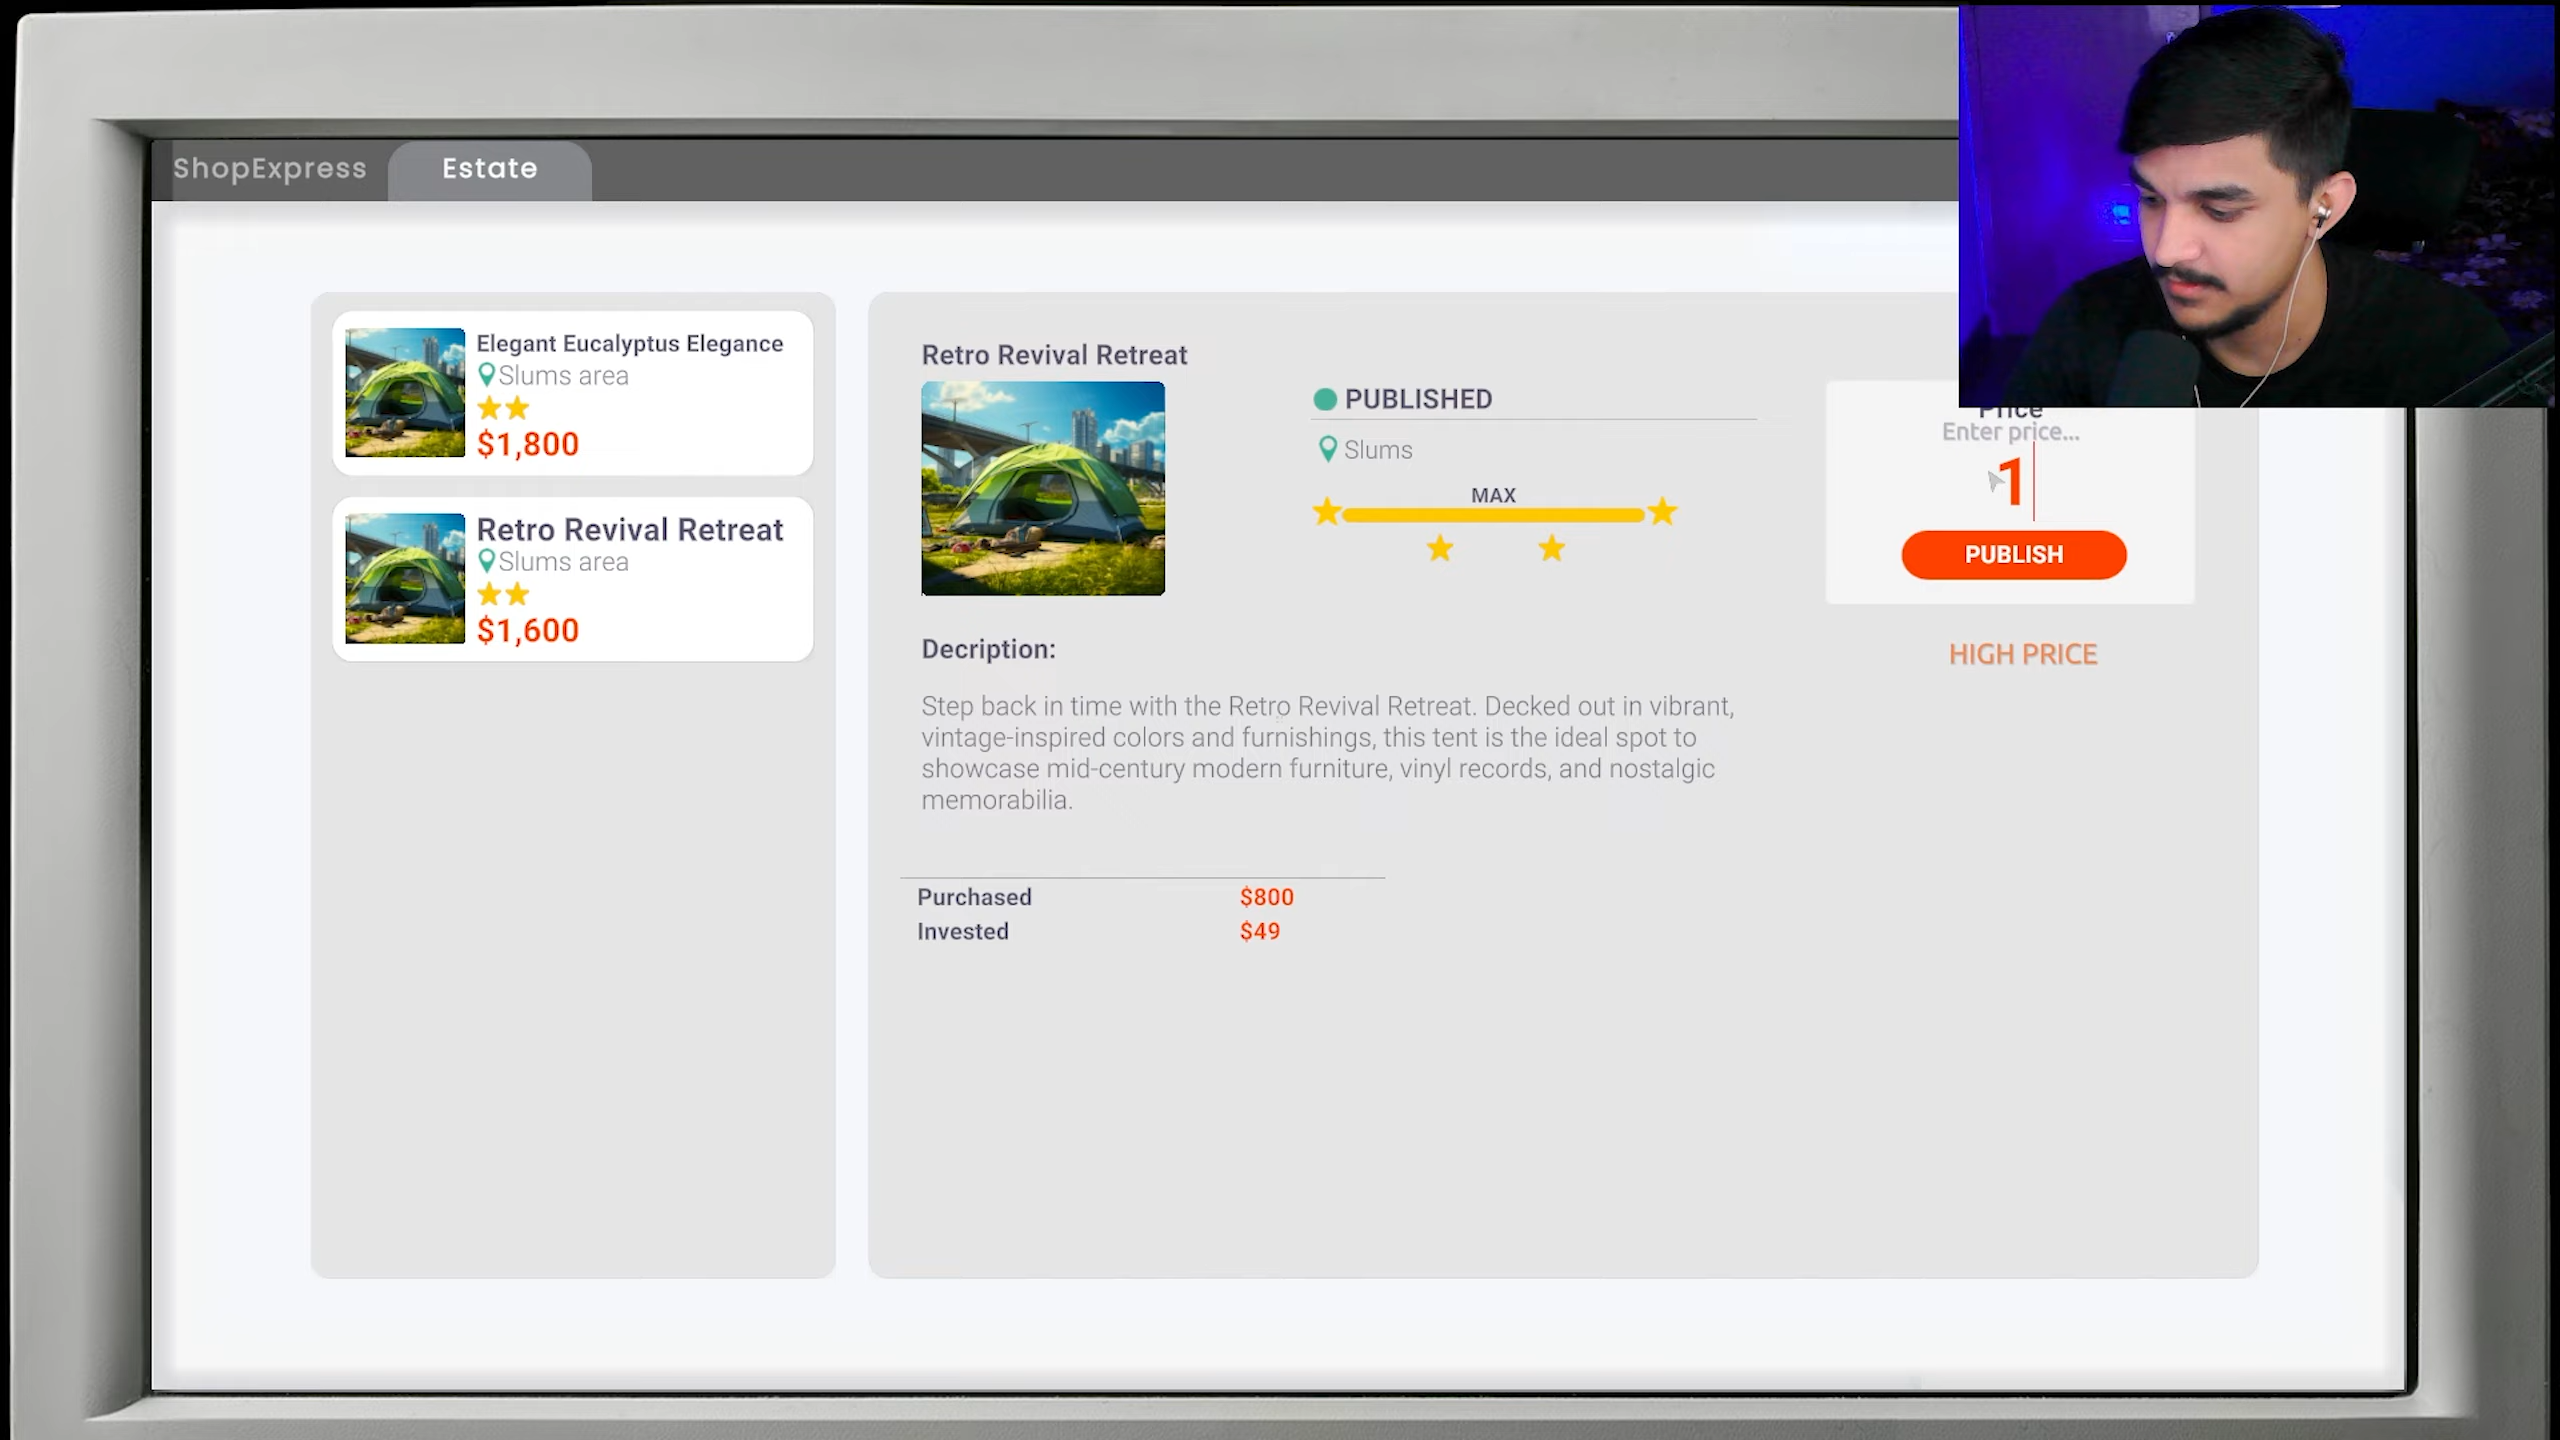 ShopExpress
Estate
Elegant Eucalyptus Elegance
Slums area
$1,800
Retro Revival Retreat
Slums area
$1,600
Retro Revival Retreat
PUBLISHED
Slums
MAX
Price
Enter price...
1
PUBLISH
HIGH PRICE
Decription:
Step back in time with the Retro Revival Retreat. Decked out in vibrant,
vintage-inspired colors and furnishings, this tent is the ideal spot to
showcase mid-century modern furniture, vinyl records, and nostalgic
memorabilia.
Purchased $800
Invested $49